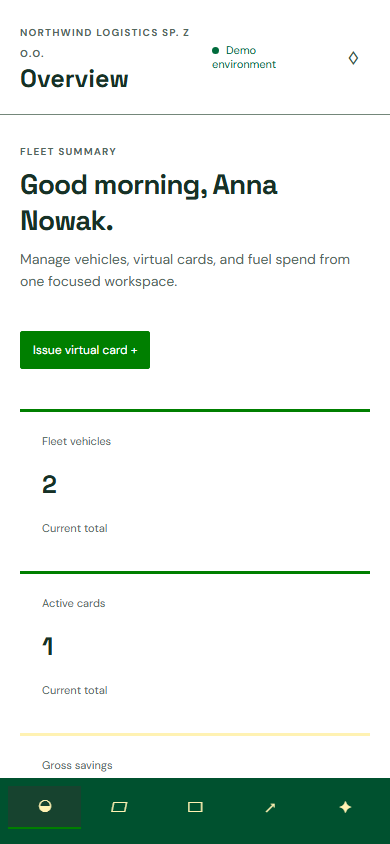 NORTHWIND LOGISTICS SP. Z
O.O.
Overview
Demo
environment
FLEET SUMMARY
Good morning, Anna
Nowak.
Manage vehicles, virtual cards, and fuel spend from
one focused workspace.
Issue virtual card +
Fleet vehicles
2
Current total
Active cards
1
Current total
Gross savings